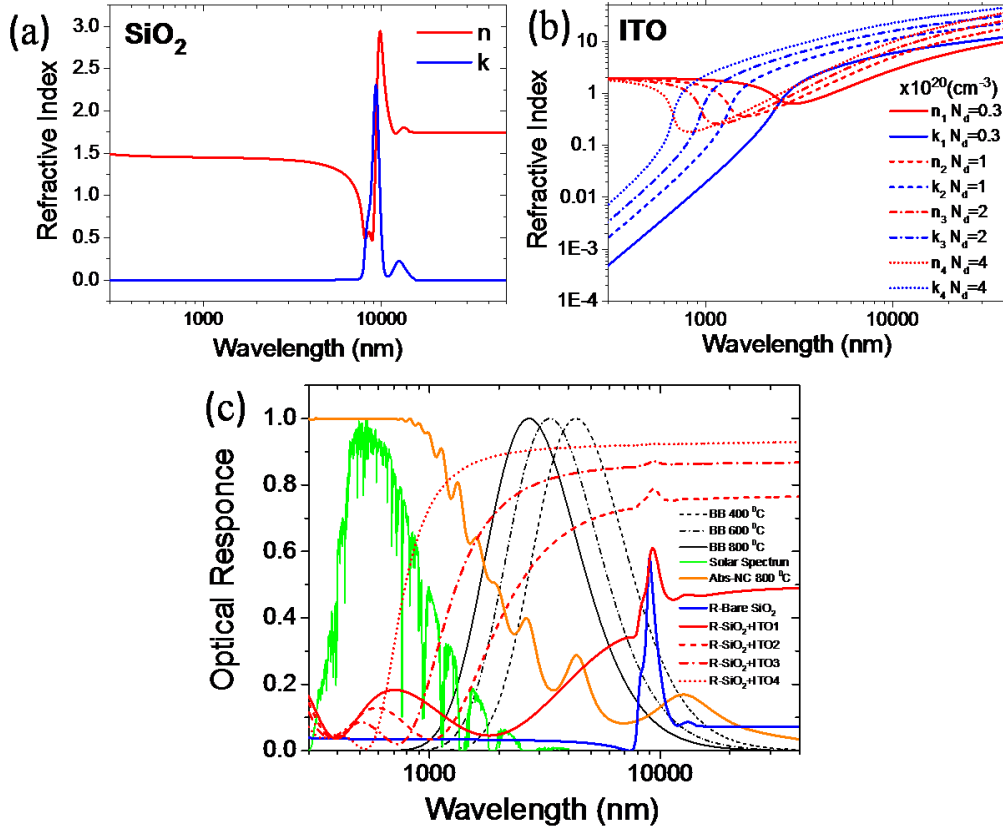 (a)
SiO2
n
k
3.0
2.5
2.0
1.5
1.0
0.5
0.0
Refractive Index
1000
10000
Wavelength (nm)
(b)
ITO
10
1
0.1
0.01
1E-3
1E-4
Refractive Index
x10^20(cm^-3)
n1 Nd=0.3
k1 Nd=0.3
n2 Nd=1
k2 Nd=1
n3 Nd=2
k3 Nd=2
n4 Nd=4
k4 Nd=4
1000
10000
Wavelength (nm)
(c)
1.0
0.8
0.6
0.4
0.2
0.0
Optical Responce
BB 400 ⁰C
BB 600 ⁰C
BB 800 ⁰C
Solar Spectrun
Abs-NC 800 ⁰C
R-Bare SiO2
R-SiO2+ITO1
R-SiO2+ITO2
R-SiO2+ITO3
R-SiO2+ITO4
1000
10000
Wavelength (nm)